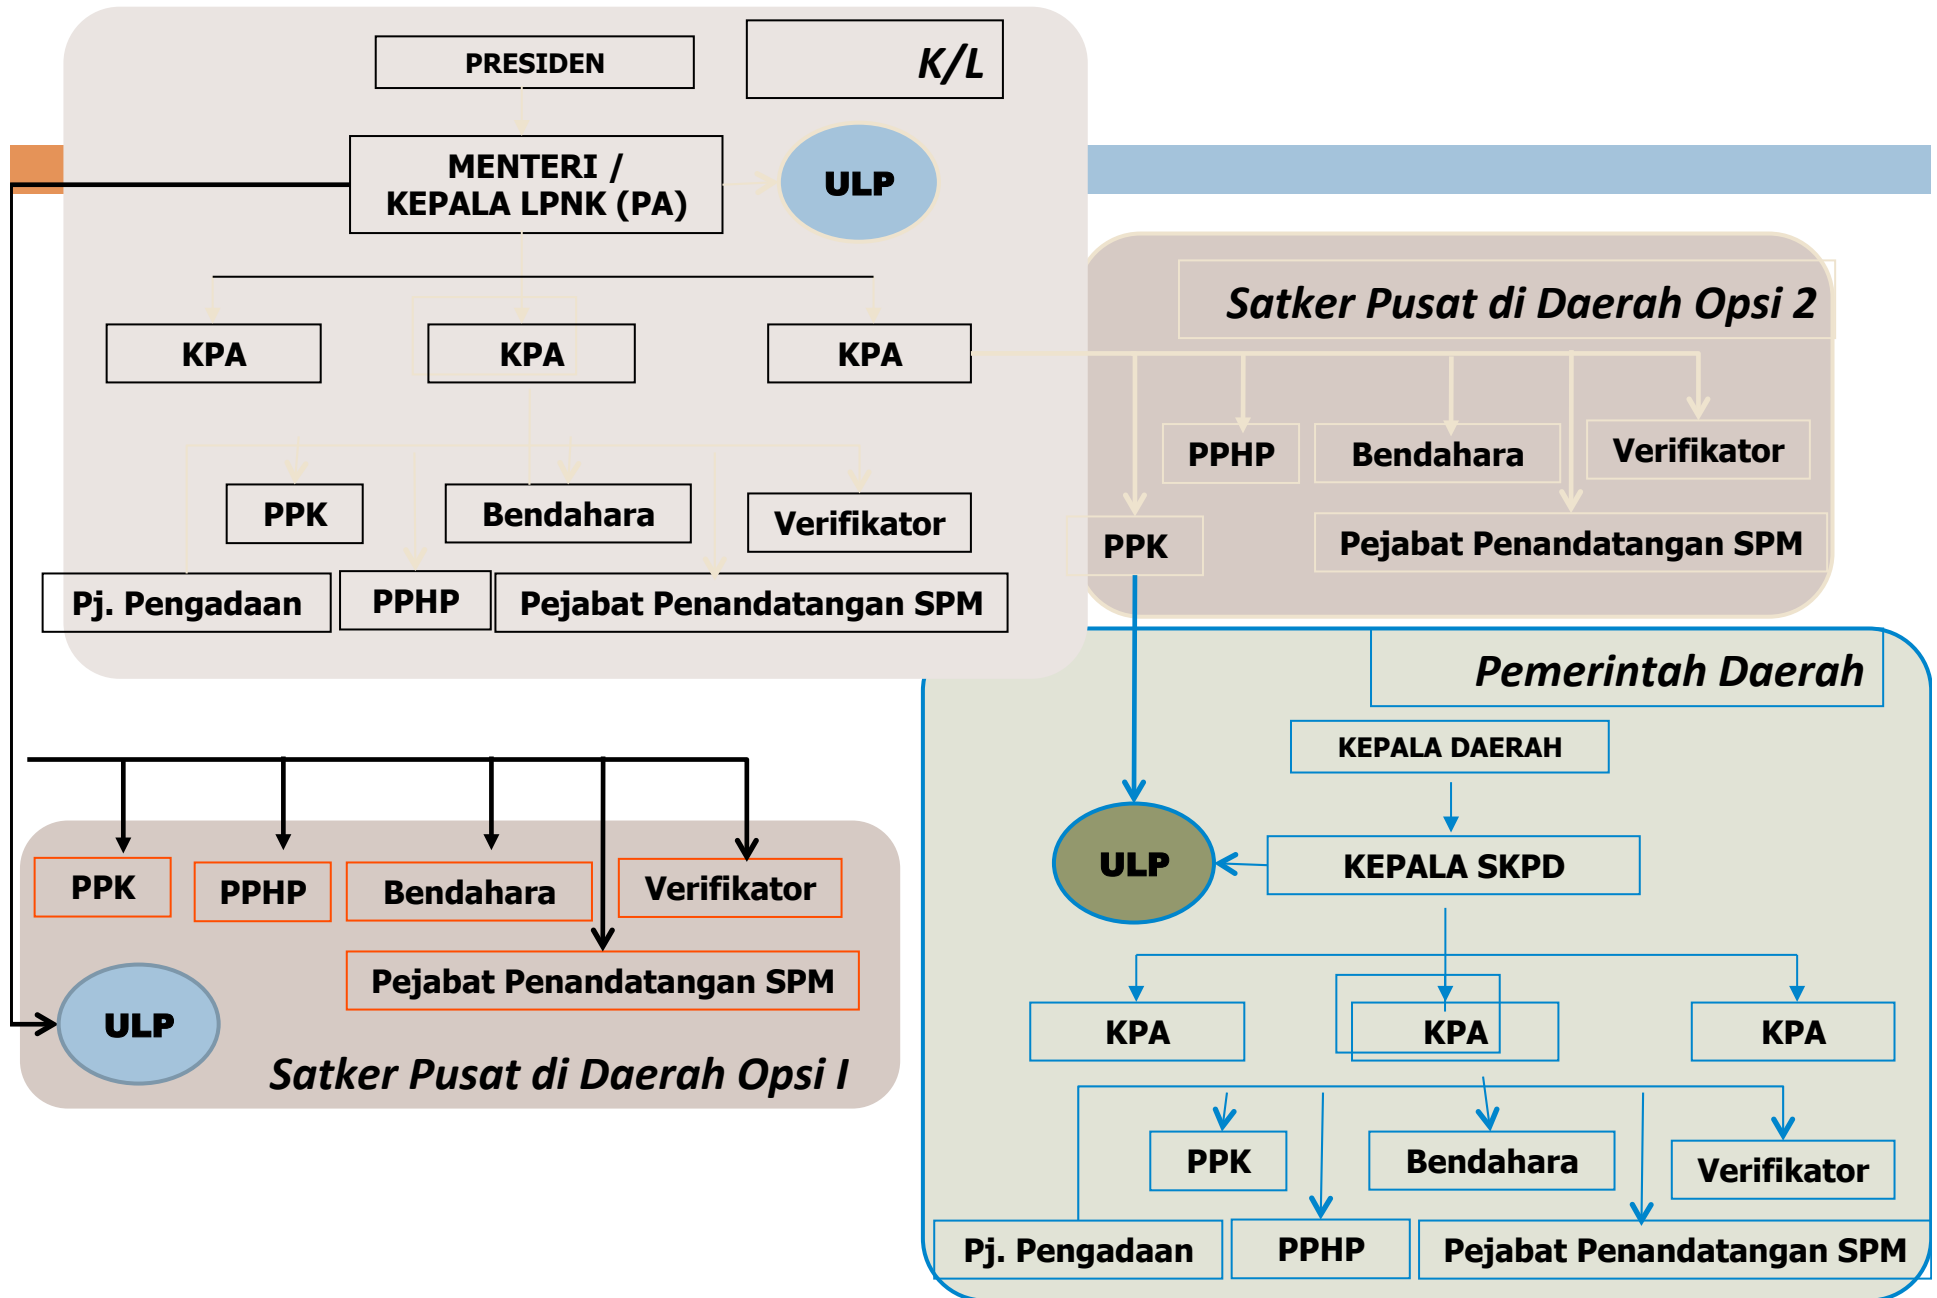 PRESIDEN
K/L
MENTERI /
KEPALA LPNK (PA)
ULP
KPA
KPA
KPA
PPK
Bendahara
Verifikator
Pj. Pengadaan
PPHP
Pejabat Penandatangan SPM
Satker Pusat di Daerah Opsi 2
PPHP
Bendahara
Verifikator
PPK
Pejabat Penandatangan SPM
PPK
PPHP
Bendahara
Verifikator
Pejabat Penandatangan SPM
ULP
Satker Pusat di Daerah Opsi I
Pemerintah Daerah
KEPALA DAERAH
ULP
KEPALA SKPD
KPA
KPA
KPA
PPK
Bendahara
Verifikator
Pj. Pengadaan
PPHP
Pejabat Penandatangan SPM